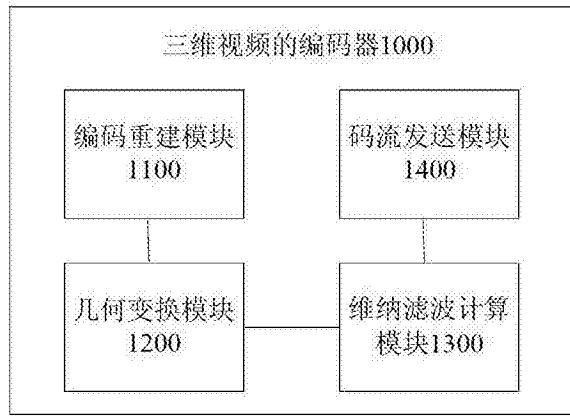 三维视频的编码器1000
编码重建模块
1100
码流发送模块
1400
几何变换模块
1200
维纳滤波计算
模块1300